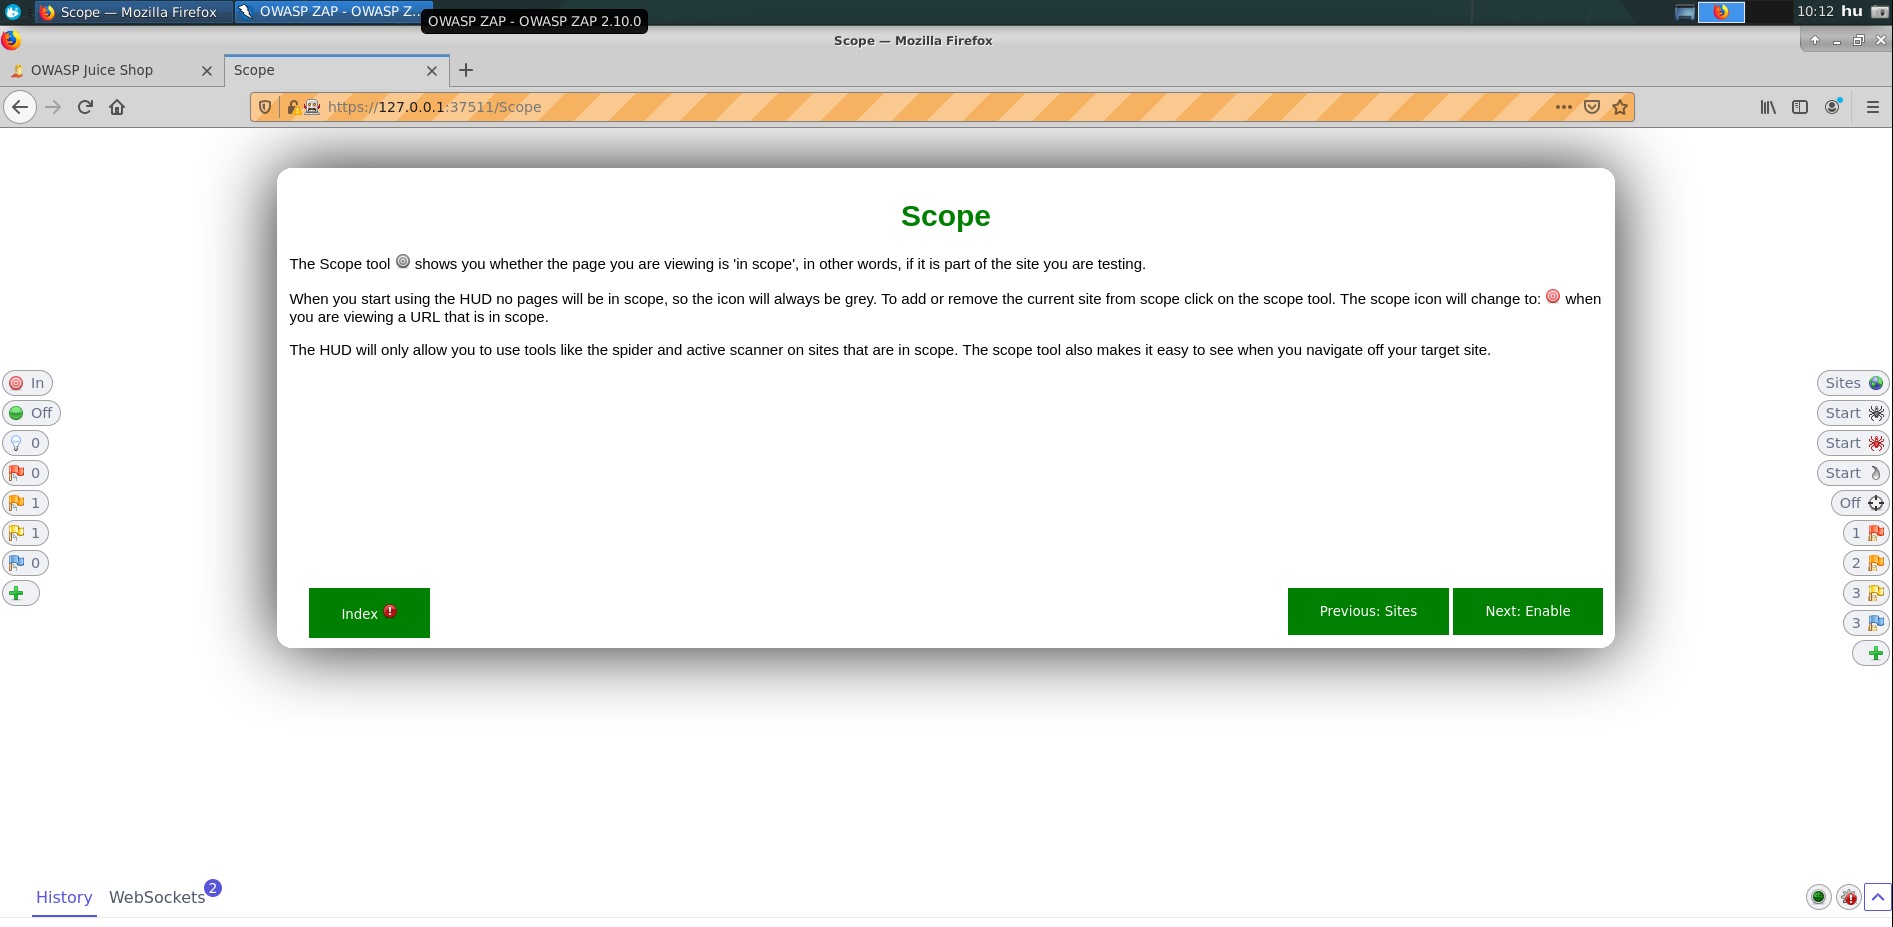 Scope — Mozilla Firefox
OWASP ZAP - OWASP Z...
OWASP ZAP - OWASP ZAP 2.10.0
10:12 hu
Scope — Mozilla Firefox
OWASP Juice Shop
Scope
https://127.0.0.1:37511/Scope
Scope
The Scope tool shows you whether the page you are viewing is 'in scope', in other words, if it is part of the site you are testing.
When you start using the HUD no pages will be in scope, so the icon will always be grey. To add or remove the current site from scope click on the scope tool. The scope icon will change to: when
you are viewing a URL that is in scope.
The HUD will only allow you to use tools like the spider and active scanner on sites that are in scope. The scope tool also makes it easy to see when you navigate off your target site.
In
Off
0
0
1
1
0
Sites
Start
Start
Start
Off
1
2
3
3
Index
Previous: Sites
Next: Enable
History
WebSockets 2